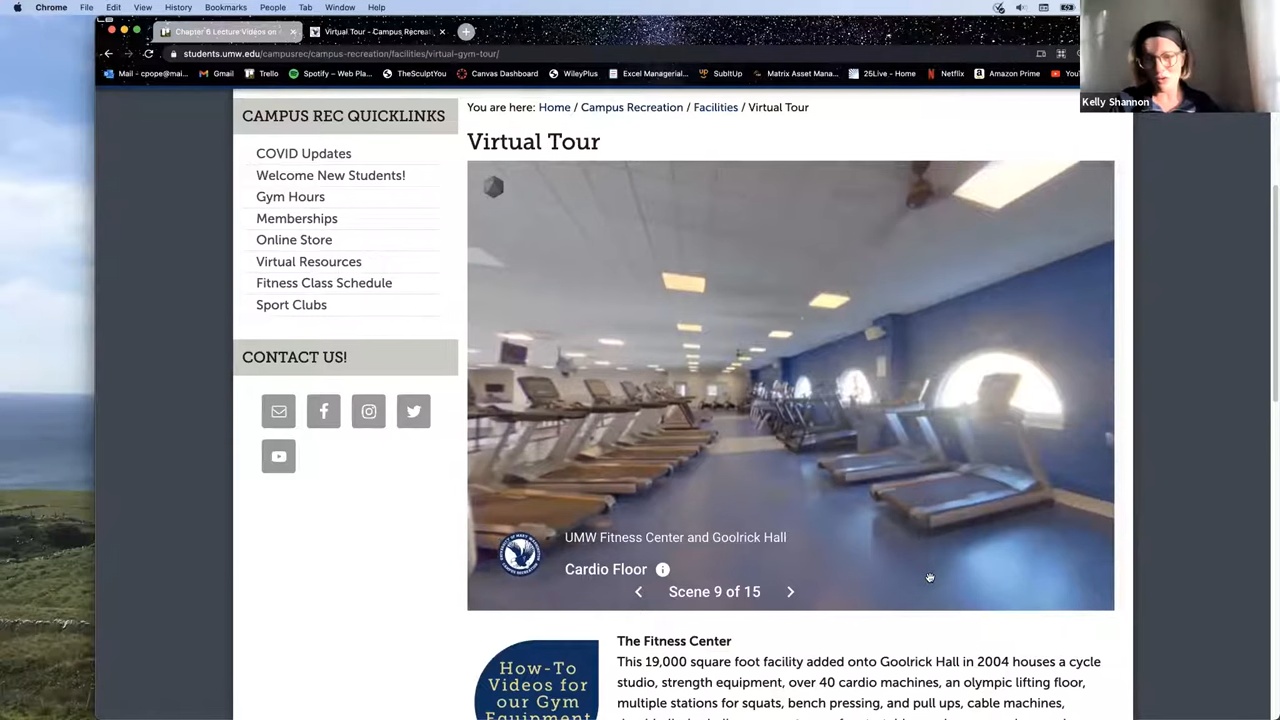 Chrome File Edit View History Bookmarks People Tab Window Help
Chapter 6 Lecture Videos on
Virtual Tour - Campus Recreat
students.umw.edu/campusrec/campus-recreation/facilities/virtual-gym-tour/
Mail – cpope@mai... Gmail Trello Spotify – Web Pla... TheSculptYou Canvas Dashboard WileyPlus Excel Managerial... SubItUp Matrix Asset Mana... 25Live - Home Netflix Amazon Prime
Kelly Shannon
CAMPUS REC QUICKLINKS
COVID Updates
Welcome New Students!
Gym Hours
Memberships
Online Store
Virtual Resources
Fitness Class Schedule
Sport Clubs
CONTACT US!
You are here: Home / Campus Recreation / Facilities / Virtual Tour
Virtual Tour
UMW Fitness Center and Goolrick Hall
Cardio Floor
Scene 9 of 15
How-To
Videos for
our Gym
Equipment
The Fitness Center
This 19,000 square foot facility added onto Goolrick Hall in 2004 houses a cycle
studio, strength equipment, over 40 cardio machines, an olympic lifting floor,
multiple stations for squats, bench pressing, and pull ups, cable machines,